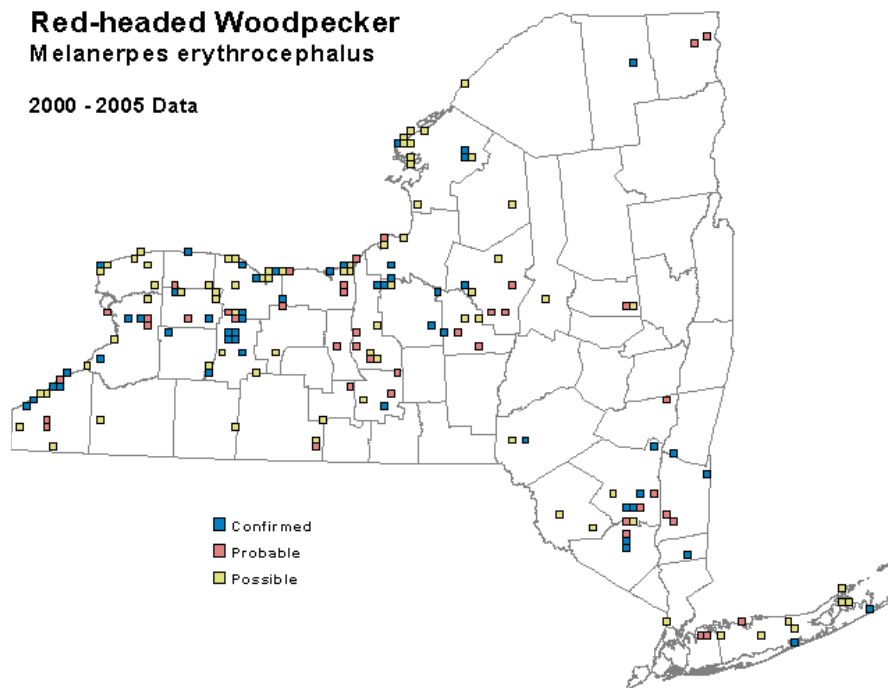 Red-headed Woodpecker
Melanerpes erythrocephalus
2000 - 2005 Data
Confirmed
Probable
Possible